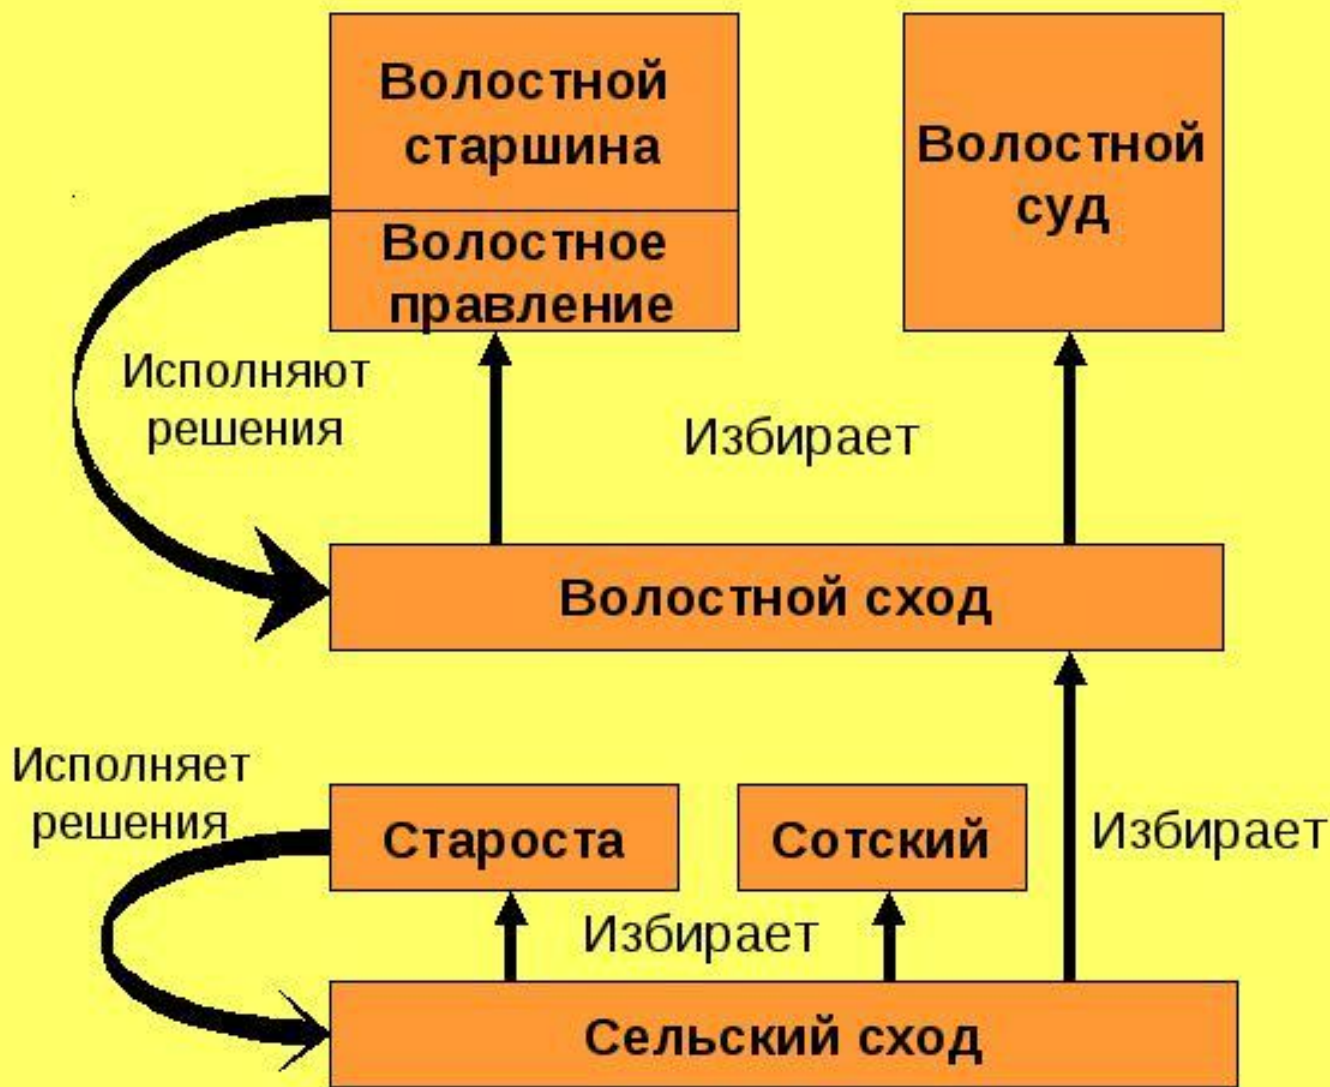 Волостной
старшина
Волостной
суд
Волостное
правление
Исполняют
решения
Избирает
Волостной сход
Исполняет
решения
Староста
Сотский
Избирает
Избирает
Сельский сход